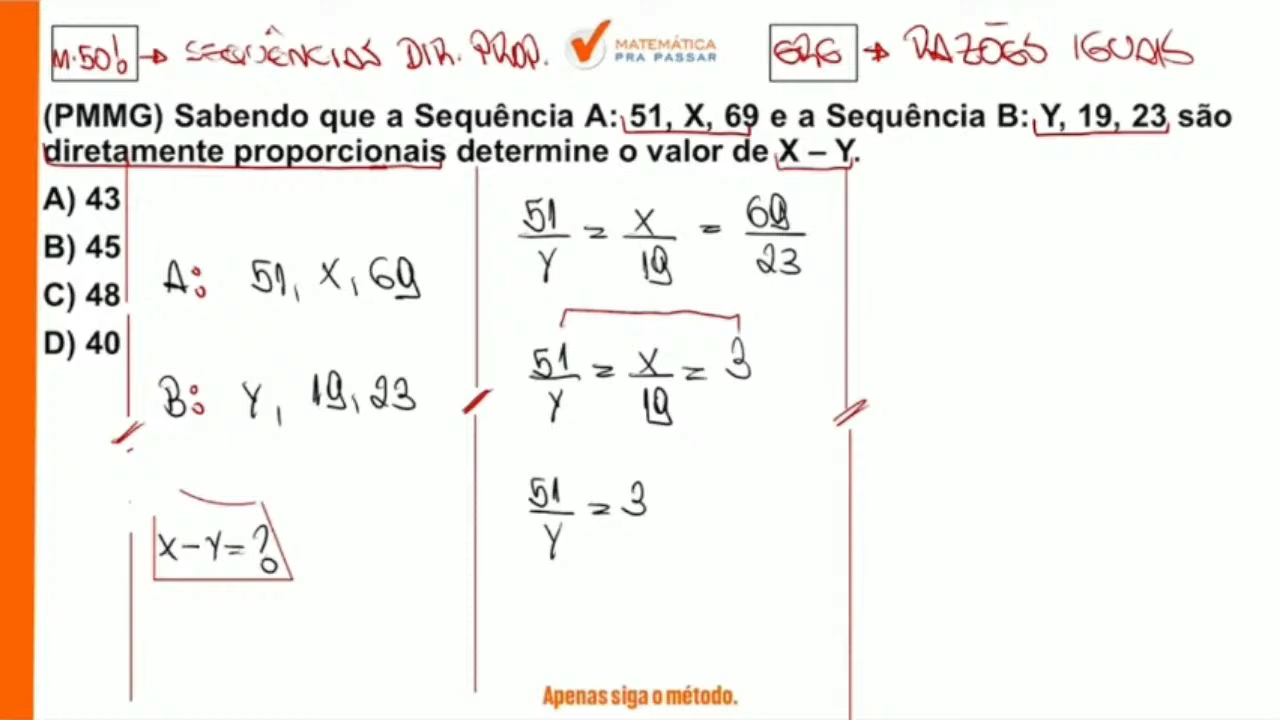 M.50! → SEQUÊNCIAS DIR. PROP. MATEMÁTICA PRA PASSAR → RAZÕES IGUAIS
(PMMG) Sabendo que a Sequência A: 51, X, 69 e a Sequência B: Y, 19, 23 são
diretamente proporcionais determine o valor de X – Y.
A) 43
B) 45
C) 48
D) 40
A: 51, X, 69
B: Y, 19, 23
X - Y = ?
51/Y = X/19 = 69/23
51/Y = X/19 = 3
51/Y = 3
Apenas siga o método.